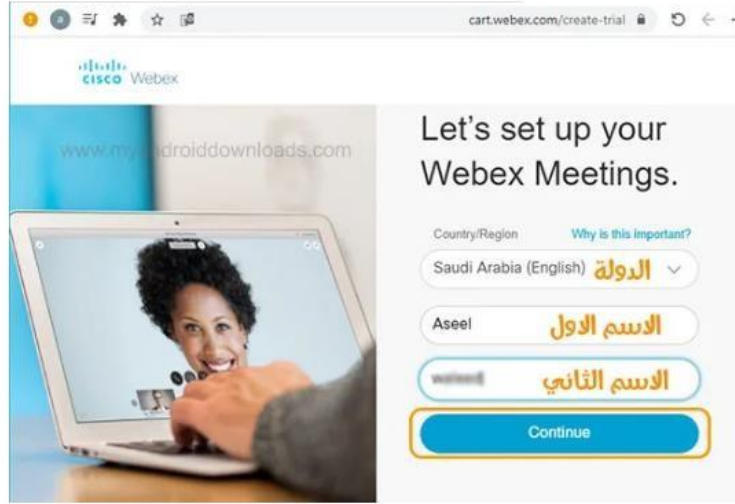 cart.webex.com/create-trial
CISCO Webex
www.myandroiddownloads.com
Let's set up your
Webex Meetings.
Country/Region Why is this important?
Saudi Arabia (English) الدولة
Aseel الاسم الاول
الاسم الثاني
Continue